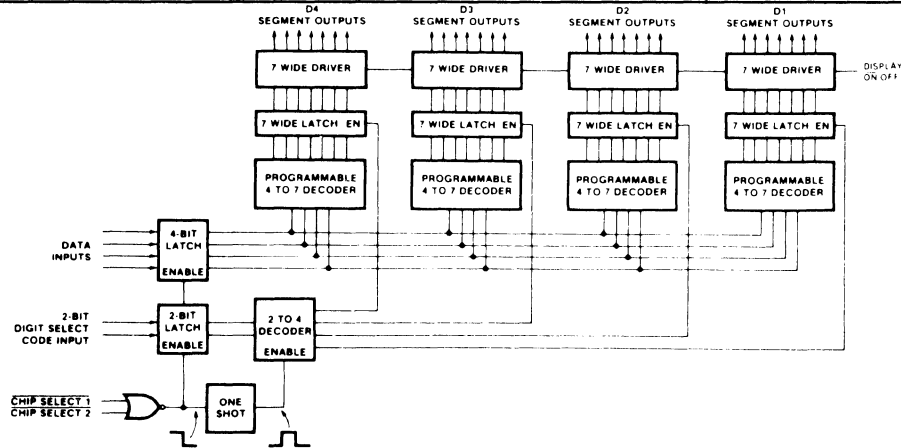 D4 D3 D2 D1
SEGMENT OUTPUTS SEGMENT OUTPUTS SEGMENT OUTPUTS SEGMENT OUTPUTS
7 WIDE DRIVER 7 WIDE DRIVER 7 WIDE DRIVER 7 WIDE DRIVER DISPLAY
ON OFF
7 WIDE LATCH EN 7 WIDE LATCH EN 7 WIDE LATCH EN 7 WIDE LATCH EN
PROGRAMMABLE PROGRAMMABLE PROGRAMMABLE PROGRAMMABLE
4 TO 7 DECODER 4 TO 7 DECODER 4 TO 7 DECODER 4 TO 7 DECODER
DATA
INPUTS
4-BIT
LATCH
ENABLE
2-BIT
DIGIT SELECT
CODE INPUT
2-BIT
LATCH
ENABLE
2 TO 4
DECODER
ENABLE
CHIP SELECT 1
CHIP SELECT 2
ONE
SHOT